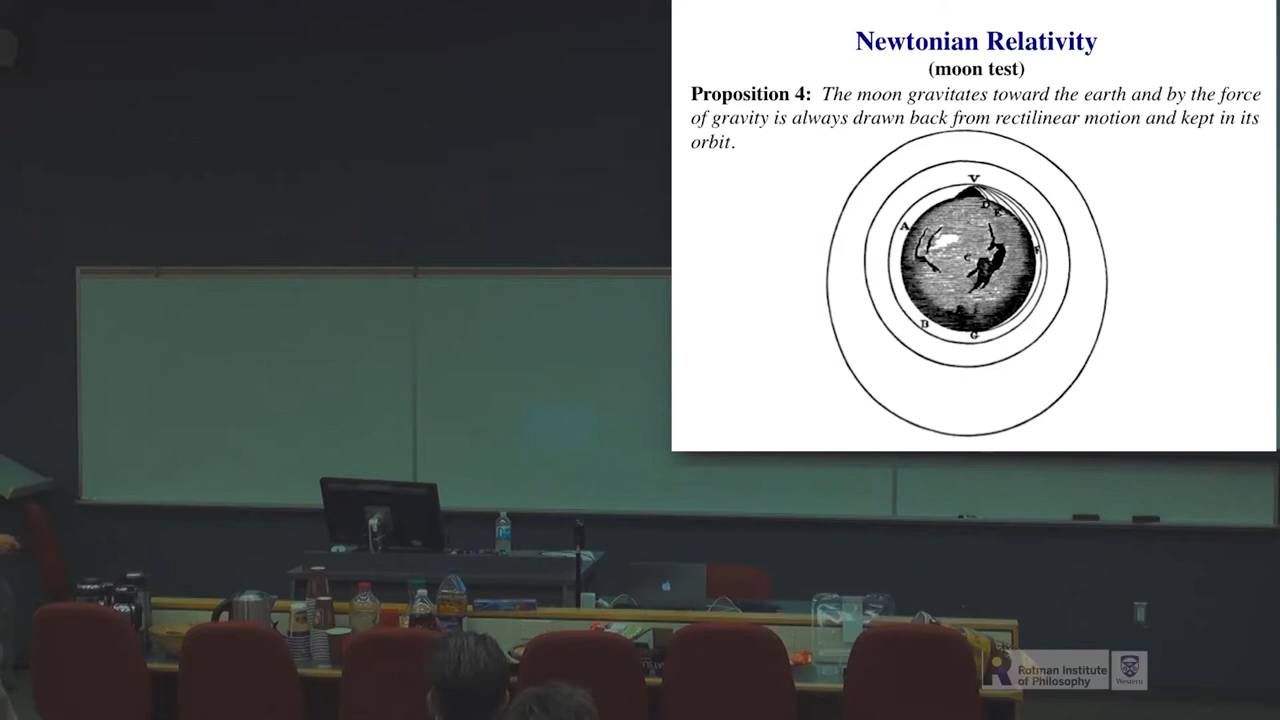 Newtonian Relativity
(moon test)
Proposition 4: The moon gravitates toward the earth and by the force
of gravity is always drawn back from rectilinear motion and kept in its
orbit.
V
D
E
A
F
C
B
G
R
Rotman Institute
of Philosophy
Western